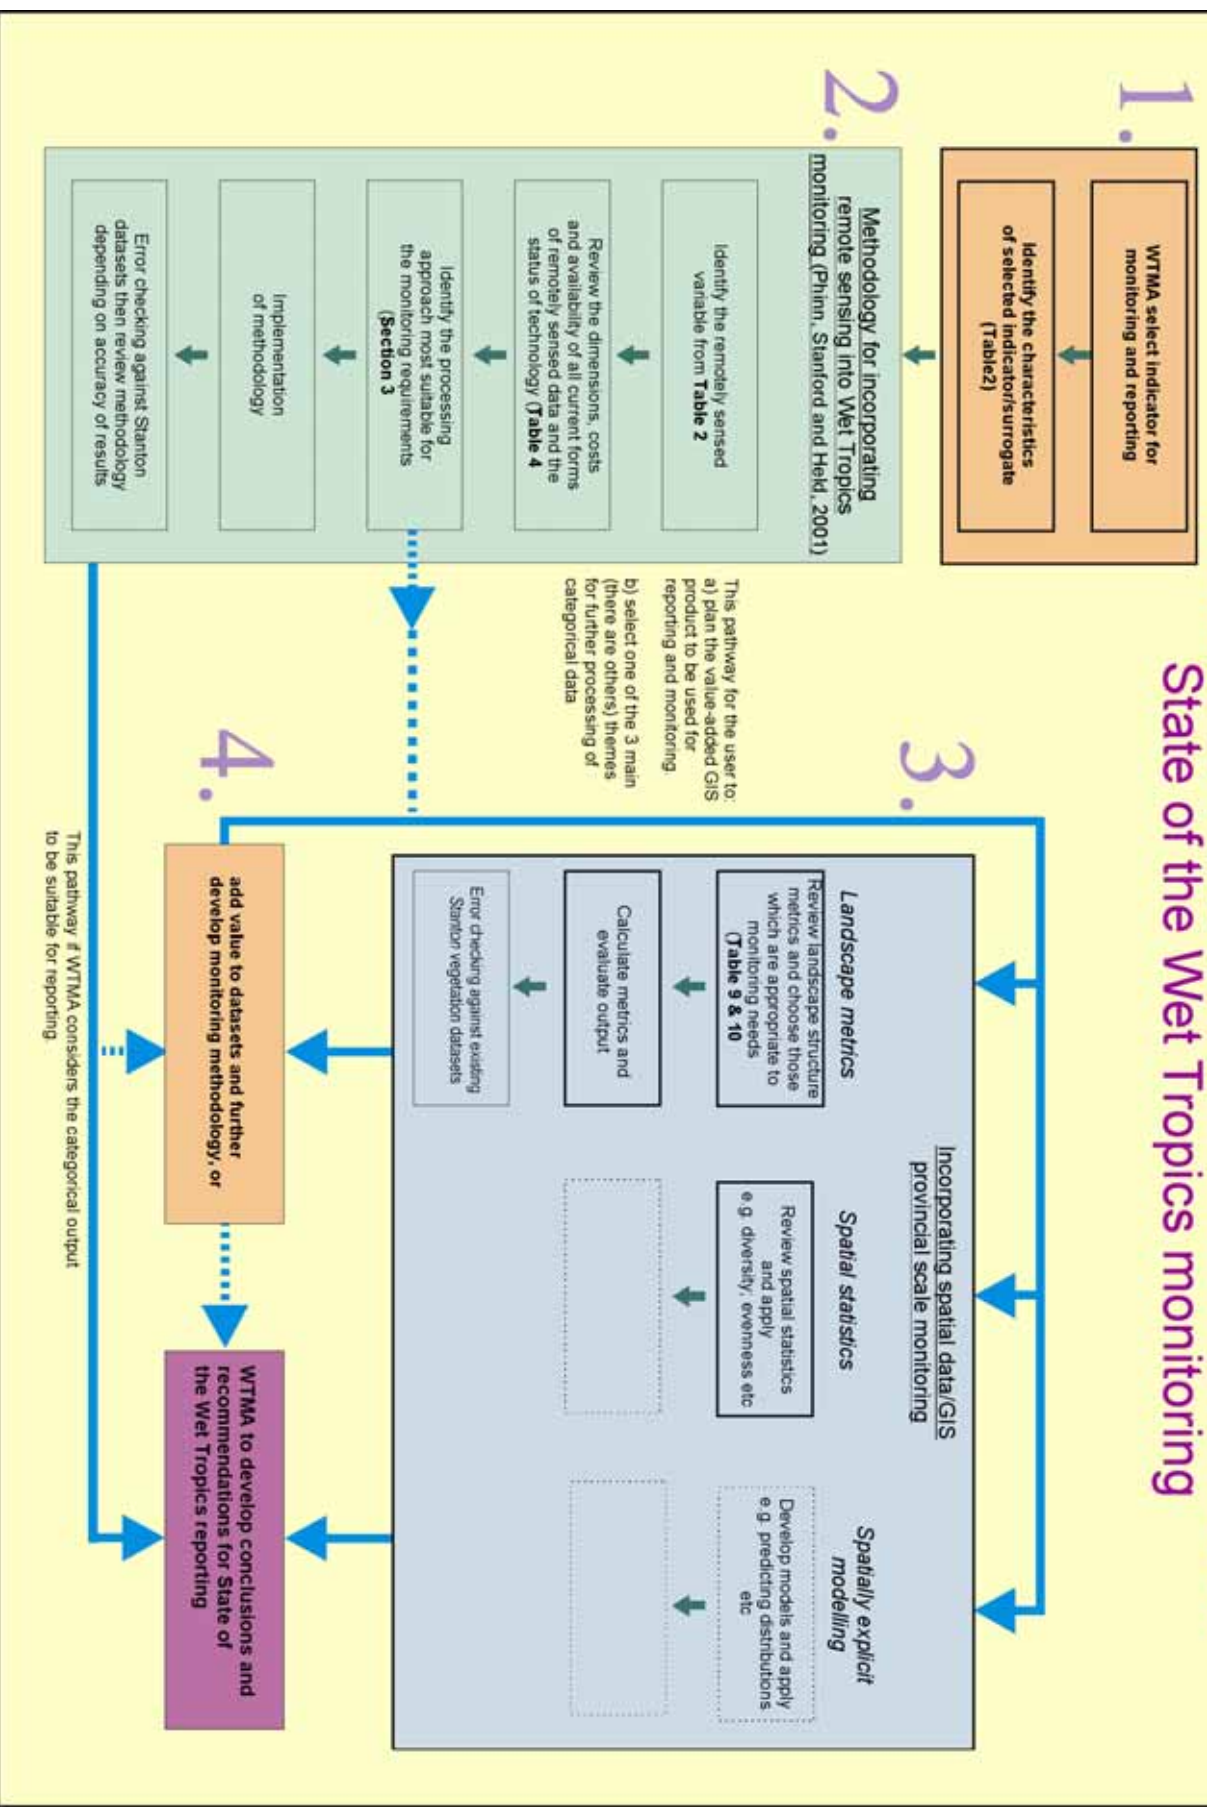 State of the Wet Tropics monitoring
1.
WTMA select indicator for
monitoring and reporting
Identify the characteristics
of selected indicator/surrogate
(Table2)
2.
Methodology for incorporating
remote sensing into Wet Tropics
monitoring (Phinn, Stanford and Held, 2001)
Identify the remotely sensed
variable from Table 2
Review the dimensions, costs
and availability of all current forms
of remotely sensed data and the
status of technology (Table 4)
Identify the processing
approach most suitable for
the monitoring requirements
(Section 3
Implementation
of methodology
Error checking against Stanton
datasets then review methodology
depending on accuracy of results
This pathway for the user to:
a) plan the value-added GIS
product to be used for
reporting and monitoring.
b) select one of the 3 main
(there are others) themes
for further processing of
categorical data
3.
Incorporating spatial data/GIS
provincial scale monitoring
Landscape metrics
Review landscape structure
metrics and choose those
which are appropriate to
monitoring needs
(Table 9 & 10
Calculate metrics and
evaluate output
Error checking against existing
Stanton vegetation datasets
Spatial statistics
Review spatial statistics
and apply
e.g. diversity; evenness etc
Spatially explicit
modelling
Develop models and apply
e.g. predicting distributions
etc
4.
add value to datasets and further
develop monitoring methodology, or
WTMA to develop conclusions and
recommendations for State of
the Wet Tropics reporting
This pathway if WTMA considers the categorical output
to be suitable for reporting.